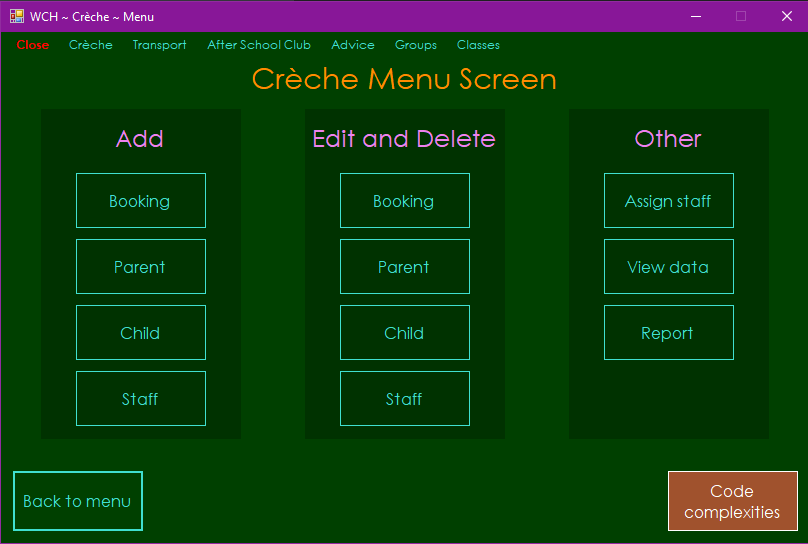 WCH ~ Crèche ~ Menu
Close Crèche Transport After School Club Advice Groups Classes
Crèche Menu Screen
Add
Booking
Parent
Child
Staff
Edit and Delete
Booking
Parent
Child
Staff
Other
Assign staff
View data
Report
Back to menu
Code
complexities